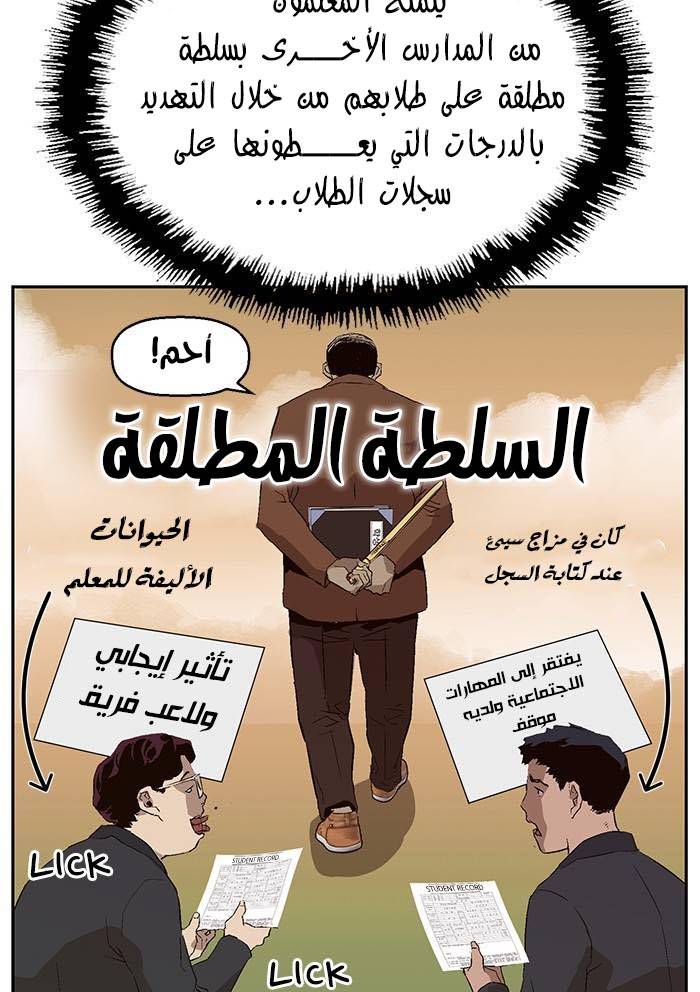 يتمتع المعلمون
من المدارس الأخرى بسلطة
مطلقة على طلابهم من خلال التهديد
بالدرجات التي يعطونها على
سجلات الطلاب...
أحم!
السلطة المطلقة
الحيوانات
الأليفة للمعلم
كان في مزاج سيئ
عند كتابة السجل
تأثير إيجابي
ولاعب فريق
يفتقر إلى المهارات
الاجتماعية ولديه
موقف
LICK
STUDENT RECORD
STUDENT RECORD
LICK